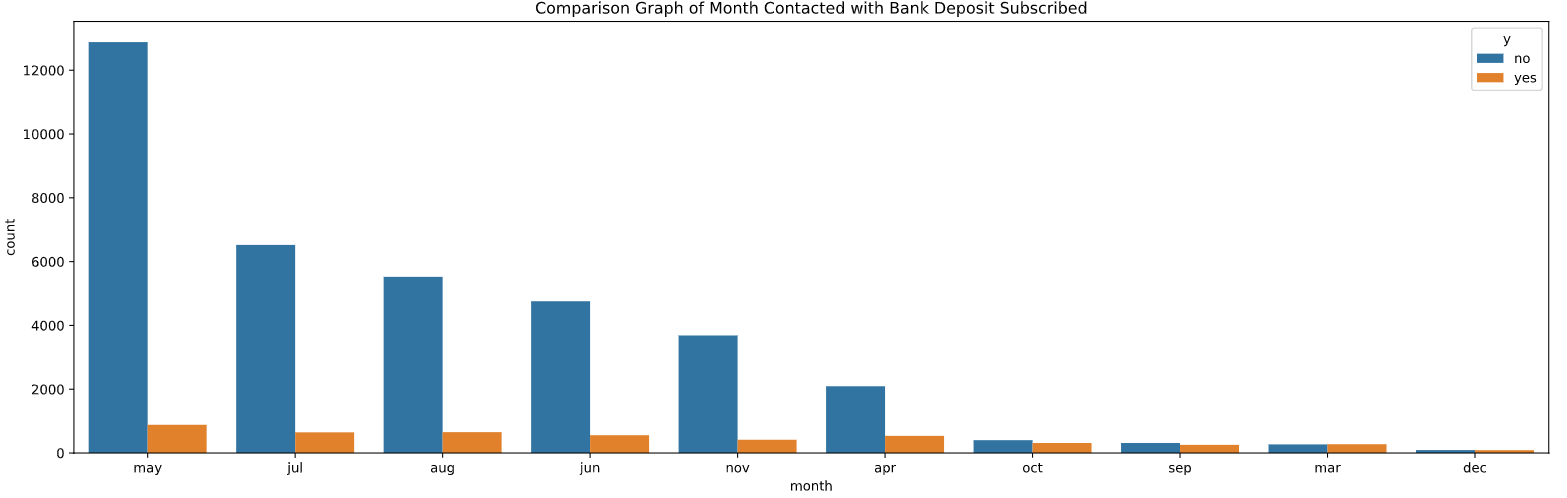 Comparison Graph of Month Contacted with Bank Deposit Subscribed
y
no
yes
12000
10000
8000
6000
4000
2000
0
count
may jul aug jun nov apr oct sep mar dec
month